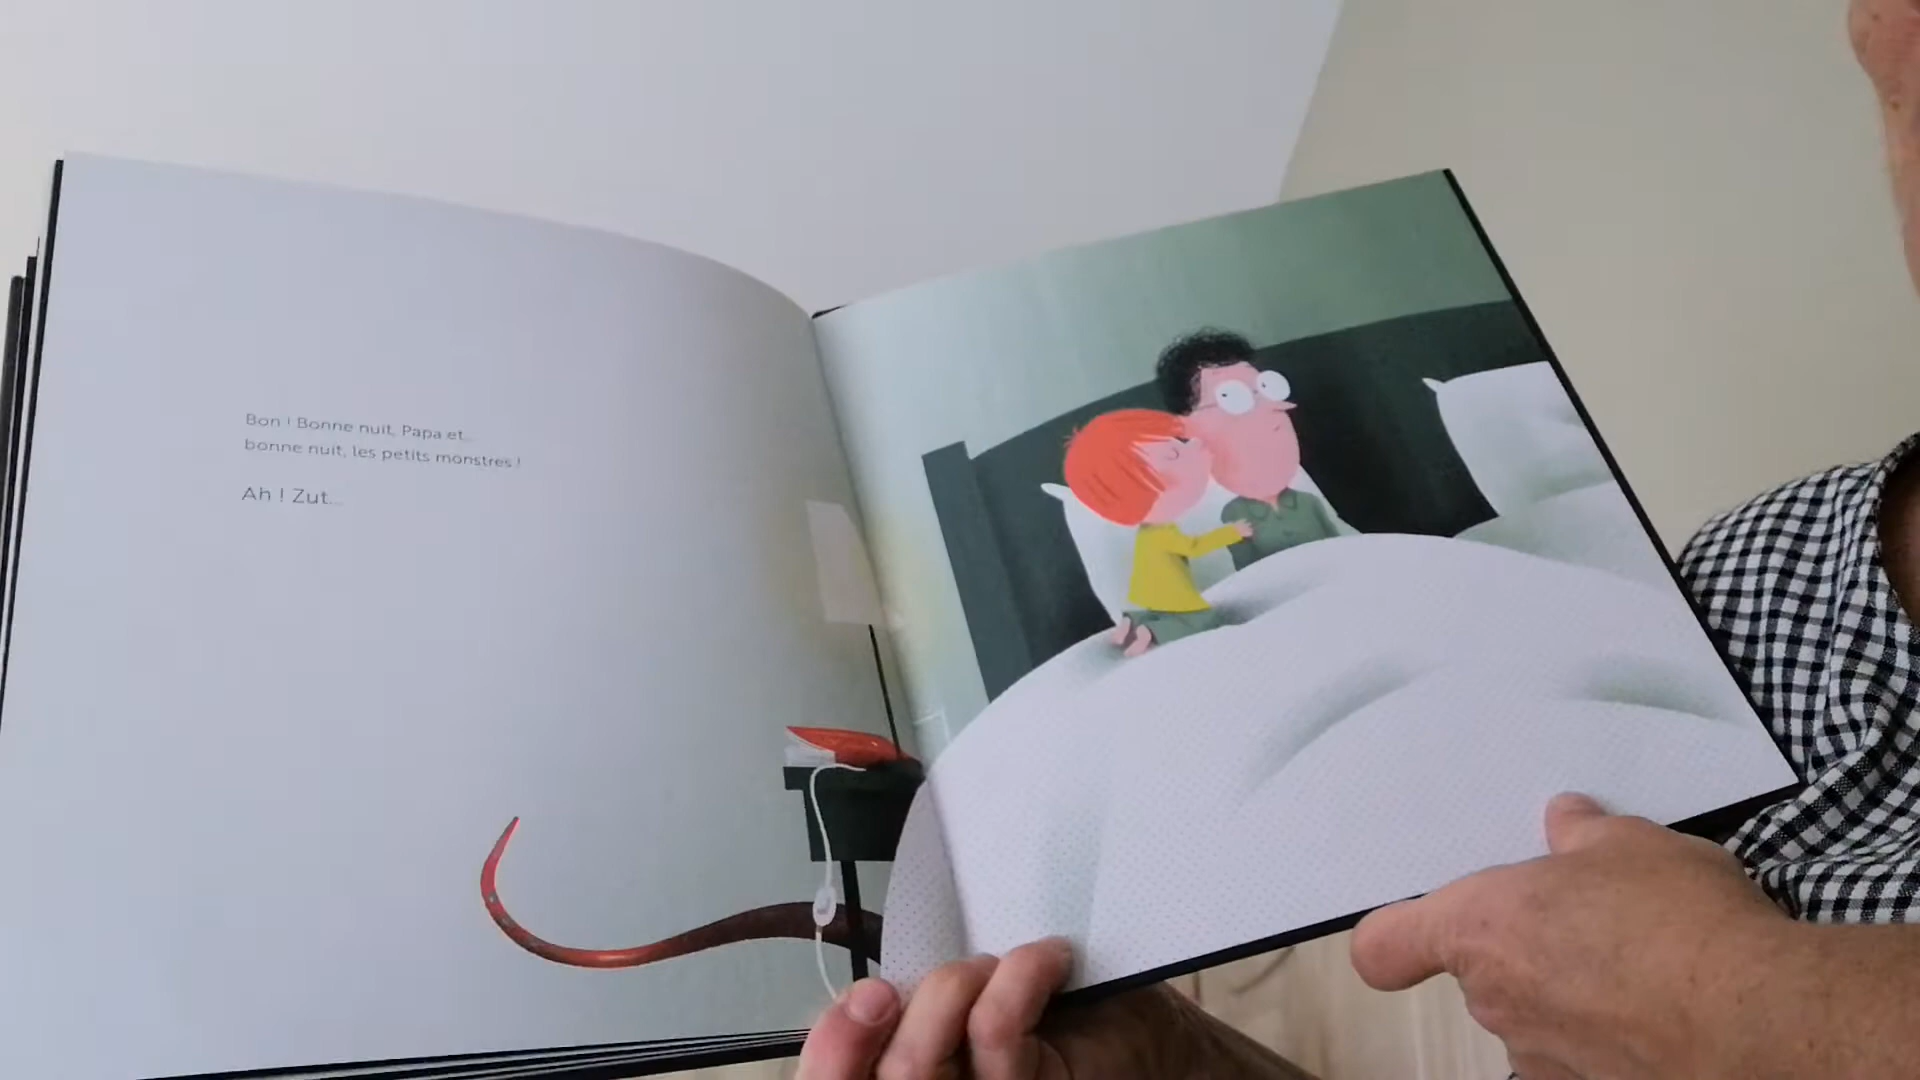 Bon ! Bonne nuit, Papa et...
bonne nuit, les petits monstres !
Ah ! Zut...